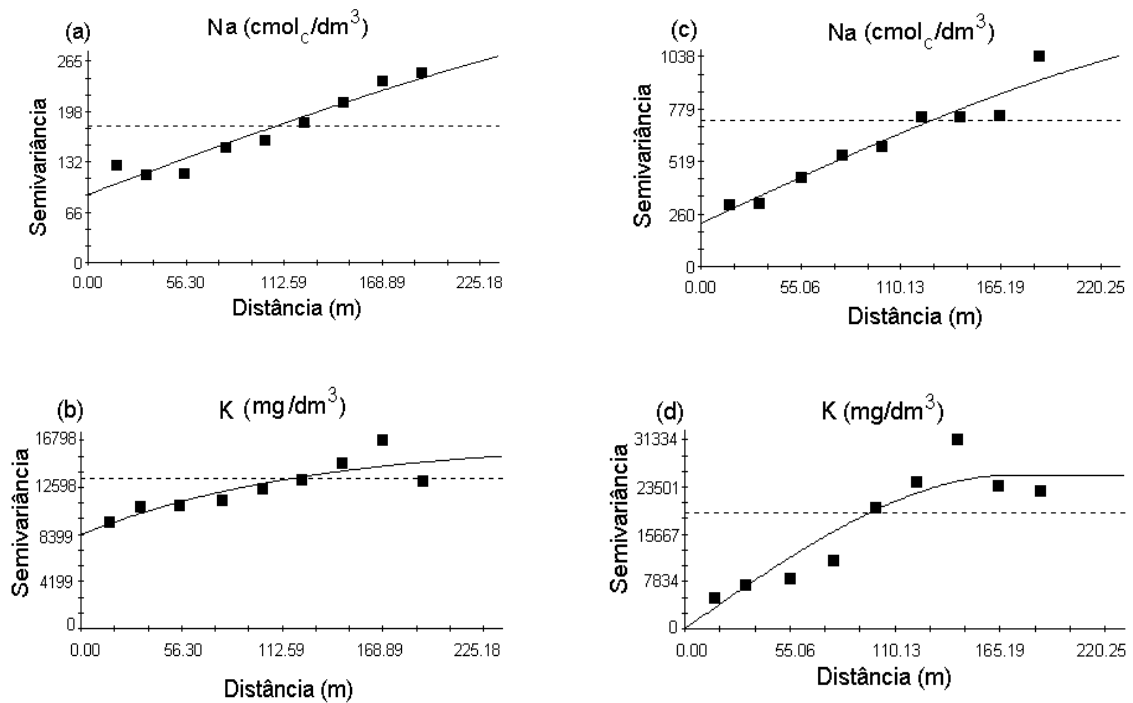 (a)
Na (cmolc/dm3)
Semivariância
265
198
132
66
0
0.00 56.30 112.59 168.89 225.18
Distância (m)
(c)
Na (cmolc/dm3)
Semivariância
1038
779
519
260
0
0.00 55.06 110.13 165.19 220.25
Distância (m)
(b)
K (mg/dm3)
Semivariância
16798
12598
8399
4199
0
0.00 56.30 112.59 168.89 225.18
Distância (m)
(d)
K (mg/dm3)
Semivariância
31334
23501
15667
7834
0
0.00 55.06 110.13 165.19 220.25
Distância (m)